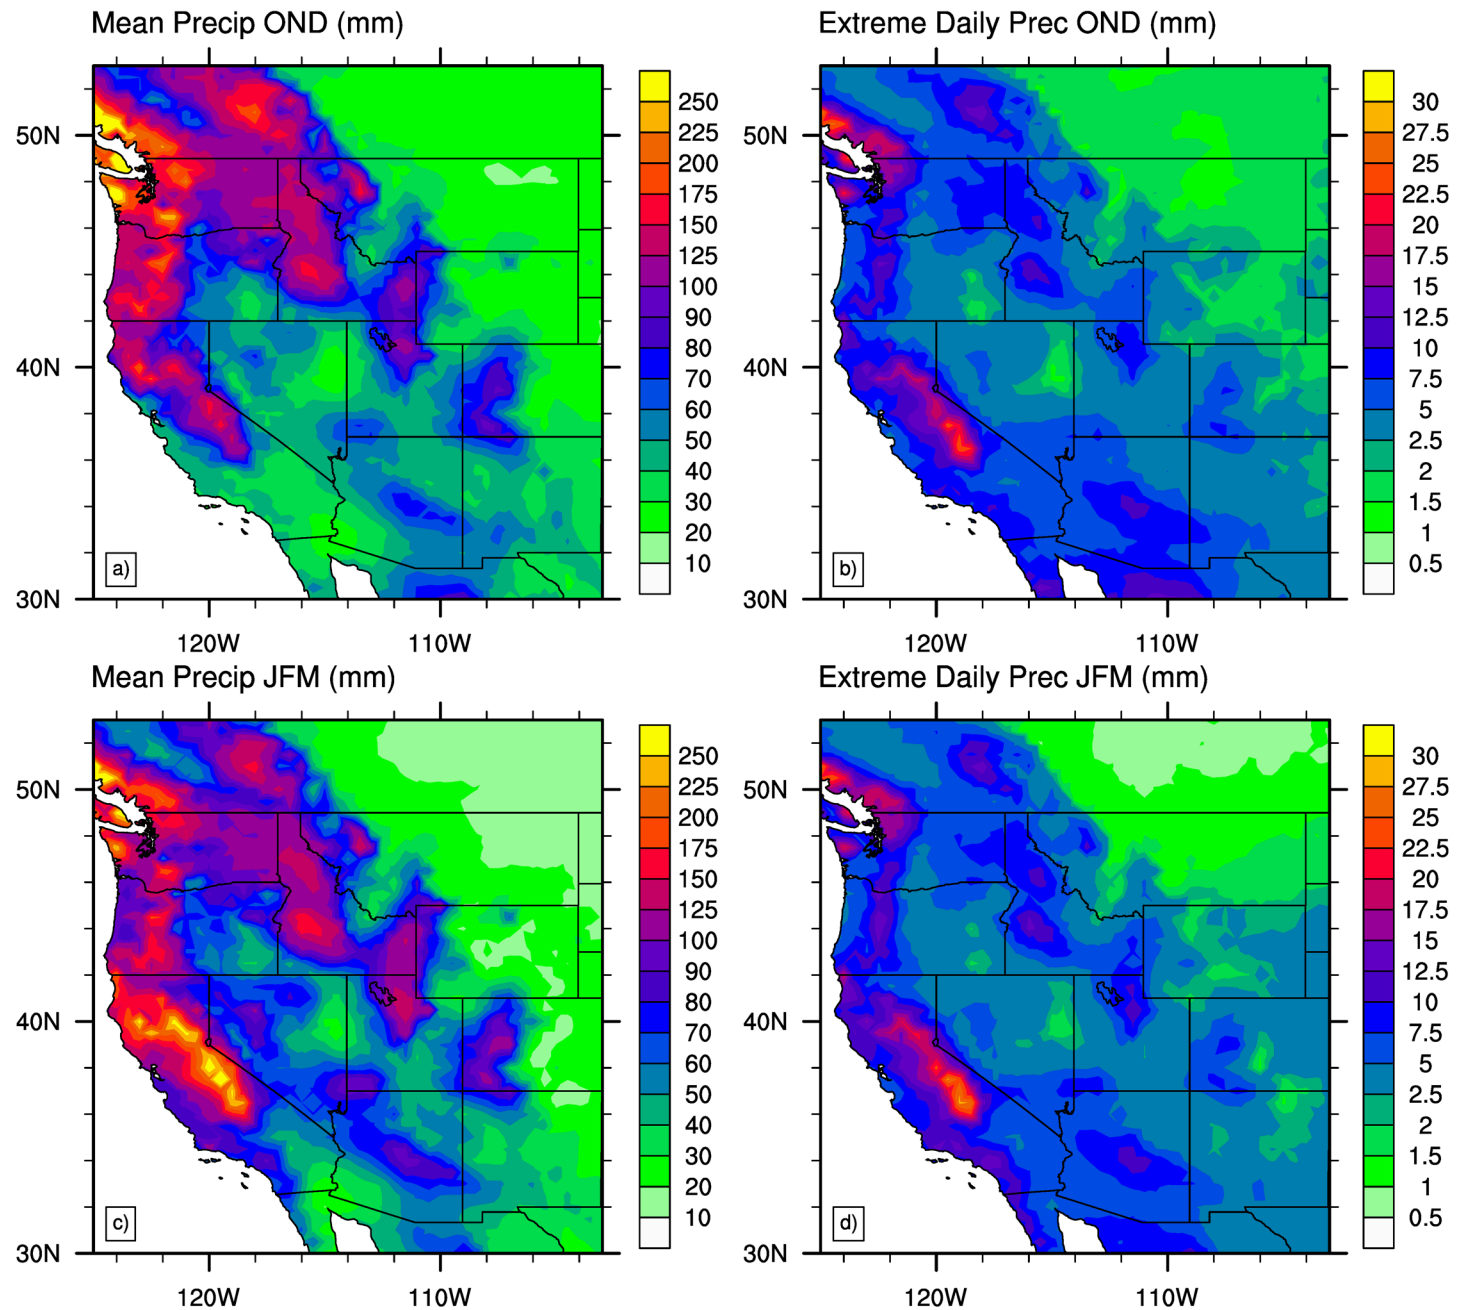 Mean Precip OND (mm)
50N
40N
30N
120W
110W
a)
250
225
200
175
150
125
100
90
80
70
60
50
40
30
20
10
Extreme Daily Prec OND (mm)
50N
40N
30N
120W
110W
b)
30
27.5
25
22.5
20
17.5
15
12.5
10
7.5
5
2.5
2
1.5
1
0.5
Mean Precip JFM (mm)
50N
40N
30N
120W
110W
c)
250
225
200
175
150
125
100
90
80
70
60
50
40
30
20
10
Extreme Daily Prec JFM (mm)
50N
40N
30N
120W
110W
d)
30
27.5
25
22.5
20
17.5
15
12.5
10
7.5
5
2.5
2
1.5
1
0.5